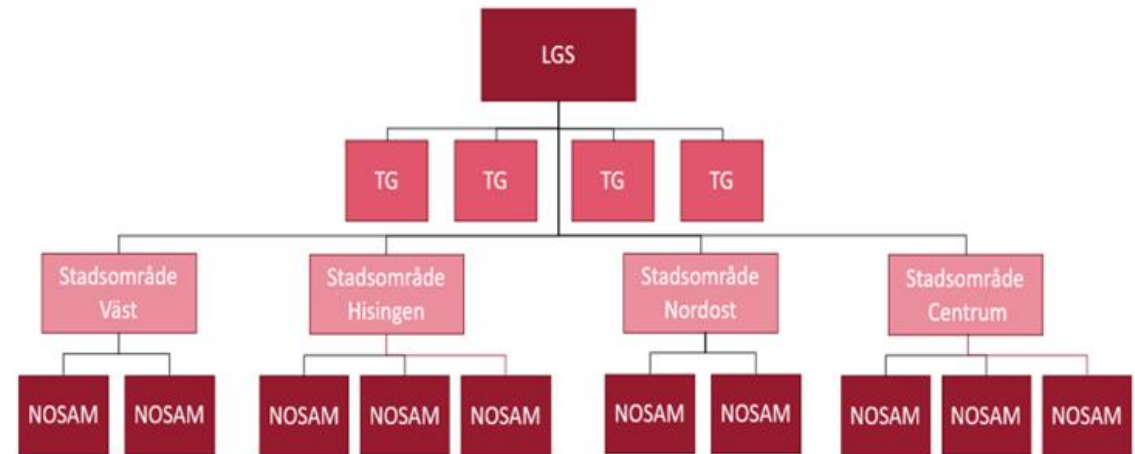 LGS
TG TG TG TG
Stadsområde
Väst
Stadsområde
Hisingen
Stadsområde
Nordost
Stadsområde
Centrum
NOSAM NOSAM NOSAM NOSAM NOSAM NOSAM NOSAM NOSAM NOSAM NOSAM